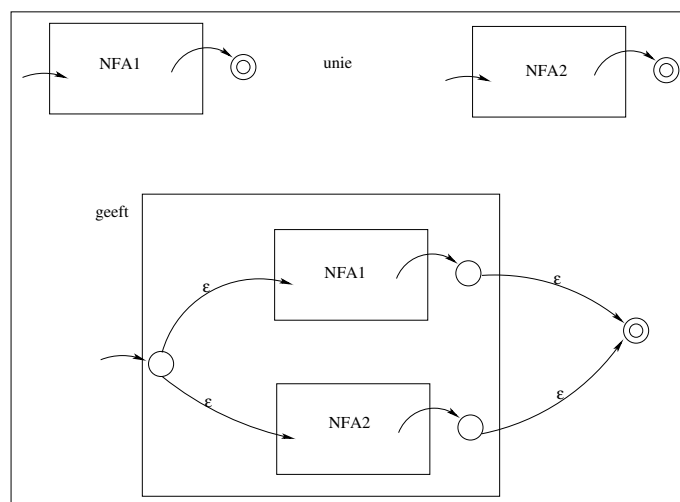 NFA1
unie
NFA2
geeft
NFA1
ε
ε
NFA2
ε
ε